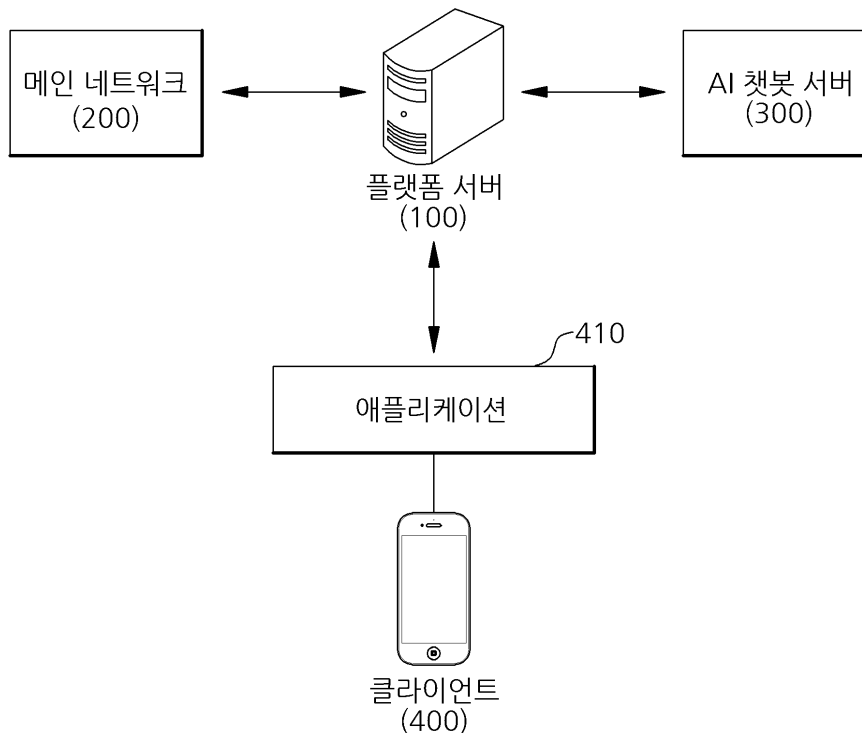 메인 네트워크
(200)
플랫폼 서버
(100)
AI 챗봇 서버
(300)
410
애플리케이션
클라이언트
(400)